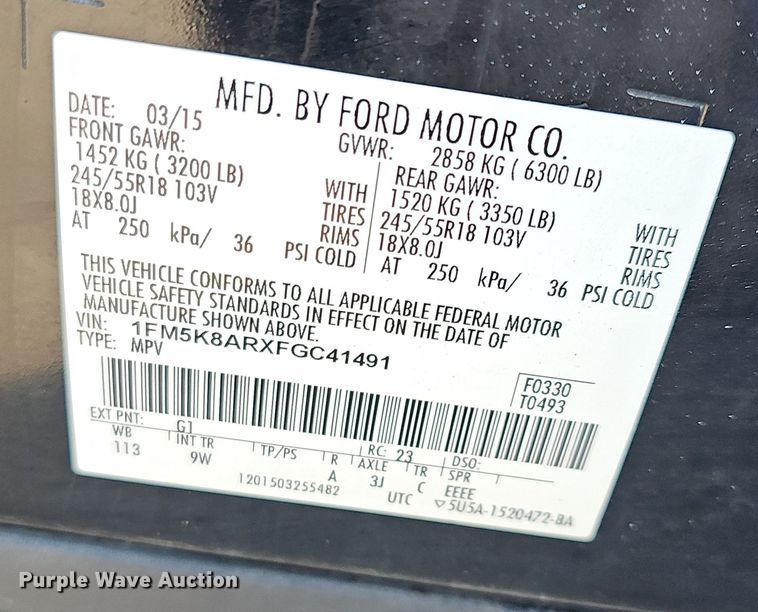 MFD. BY FORD MOTOR CO.
DATE: 03/15
GVWR: 2858 KG ( 6300 LB)
FRONT GAWR:
1452 KG ( 3200 LB)
245/55R18 103V
18X8.0J
WITH
TIRES
RIMS
AT 250 kPa/ 36 PSI COLD
REAR GAWR:
1520 KG ( 3350 LB)
245/55R18 103V
18X8.0J
WITH
TIRES
RIMS
AT 250 kPa/ 36 PSI COLD
THIS VEHICLE CONFORMS TO ALL APPLICABLE FEDERAL MOTOR
VEHICLE SAFETY STANDARDS IN EFFECT ON THE DATE OF
MANUFACTURE SHOWN ABOVE.
VIN: 1FM5K8ARXFGC41491
TYPE: MPV
F0330
T0493
EXT PNT: G1 RC: 23 DSO:
WB INT TR TP/PS R AXLE TR SPR
113 9W A 3J C EEEE
1201503255482 UTC ▽5U5A-1520472-BA
Purple Wave Auction